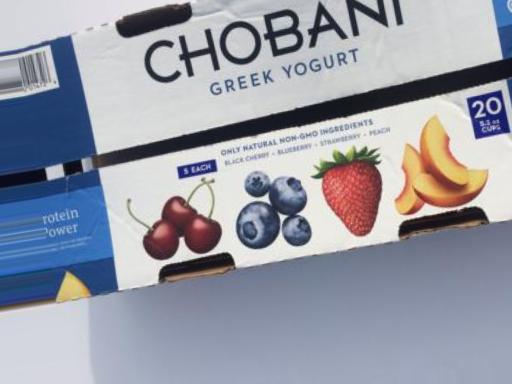 CHOBANI
GREEK YOGURT
ONLY NATURAL NON-GMO INGREDIENTS
5 EACH
BLACK CHERRY • BLUEBERRY • STRAWBERRY • PEACH
20
5.3 oz
CUPS
rotein
ower